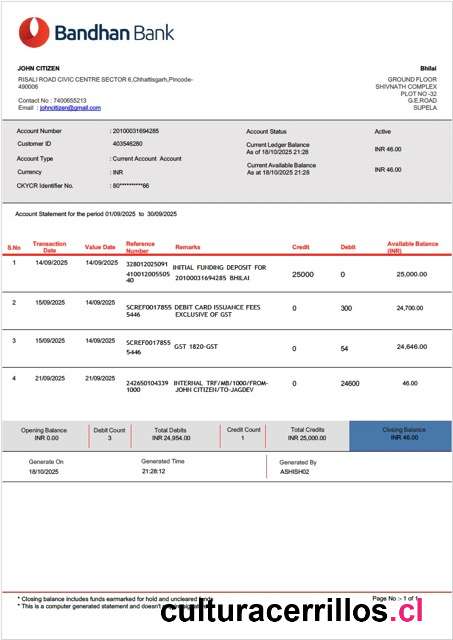 Bandhan Bank
JOHN CITIZEN
RISALI ROAD CIVIC CENTRE SECTOR 6,Chhattisgarh,Pincode-
490006
Contact No : 7400655213
Email : johncitizen@gmail.com
Bhilai
GROUND FLOOR
SHIVNATH COMPLEX
PLOT NO -32
G.E.ROAD
SUPELA
Account Number : 20100031694285
Customer ID 403546280
Account Type : Current Account Account
Currency : INR
CKYCR Identifier No. : 80**********66
Account Status Active
Current Ledger Balance
As of 18/10/2025 21:28 INR 46.00
Current Available Balance
As at 18/10/2025 21:28 INR 46.00
Account Statement for the period 01/09/2025 to 30/09/2025
S.No Transaction Date Value Date Reference Number Remarks Credit Debit Available Balance (INR)
1 14/09/2025 14/09/2025 328012025091 INITIAL FUNDING DEPOSIT FOR 25000 0 25,000.00
410012005505 20100031694285 BHILAI
40
2 15/09/2025 14/09/2025 SCREF0017855 DEBIT CARD ISSUANCE FEES 0 300 24,700.00
5446 EXCLUSIVE OF GST
3 15/09/2025 14/09/2025 SCREF0017855 GST 1820-GST 0 54 24,646.00
5446
4 21/09/2025 21/09/2025 242650104339 INTERNAL TRF/MB/1000/FROM- 0 24600 46.00
1000 JOHN CITIZEN/TO-JAGDEV
Opening Balance Debit Count Total Debits Credit Count Total Credits Closing Balance
INR 0.00 3 INR 24,954.00 1 INR 25,000.00 INR 46.00
Generate On Generated Time Generated By
18/10/2025 21:28:12 ASHISH02
* Closing balance includes funds earmarked for hold and uncleared funds
Page No :- 1 of 1
* This is a computer generated statement and doesn't
culturacerrillos.cl